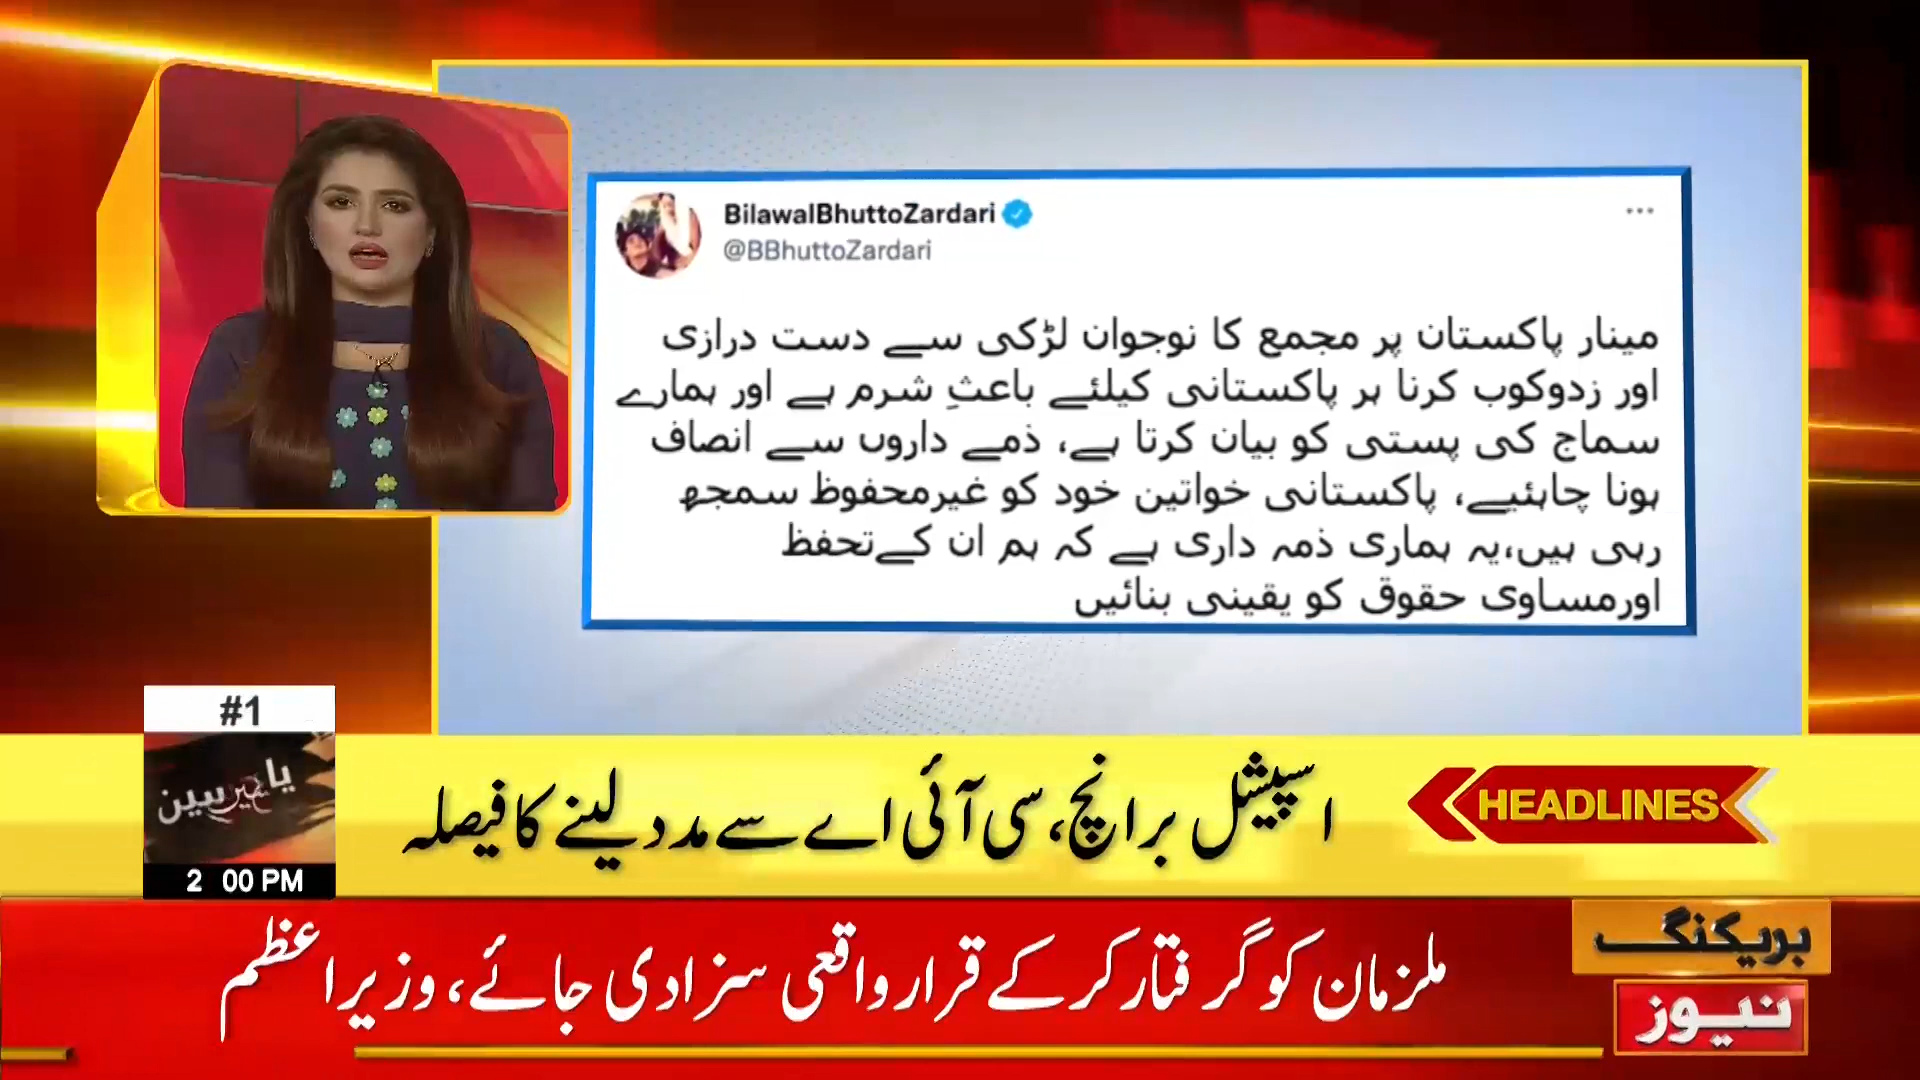 BilawalBhuttoZardari
@BBhuttoZardari
مینار پاکستان پر مجمع کا نوجوان لڑکی سے دست درازی
اور زدوکوب کرنا ہر پاکستانی کیلئے باعثِ شرم ہے اور ہمارے
سماج کی پستی کو بیان کرتا ہے، ذمے داروں سے انصاف
ہونا چاہئیے، پاکستانی خواتین خود کو غیرمحفوظ سمجھ
رہی ہیں،یہ ہماری ذمہ داری ہے کہ ہم ان کےتحفظ
اورمساوی حقوق کو یقینی بنائیں
#1
2 00 PM
HEADLINES
اسپیشل برانچ، سی آئی اے سے مدد لینے کا فیصلہ
بریکنگ
نیوز
ملزمان کو گرفتار کر کے قرار واقعی سزا دی جائے، وزیراعظم